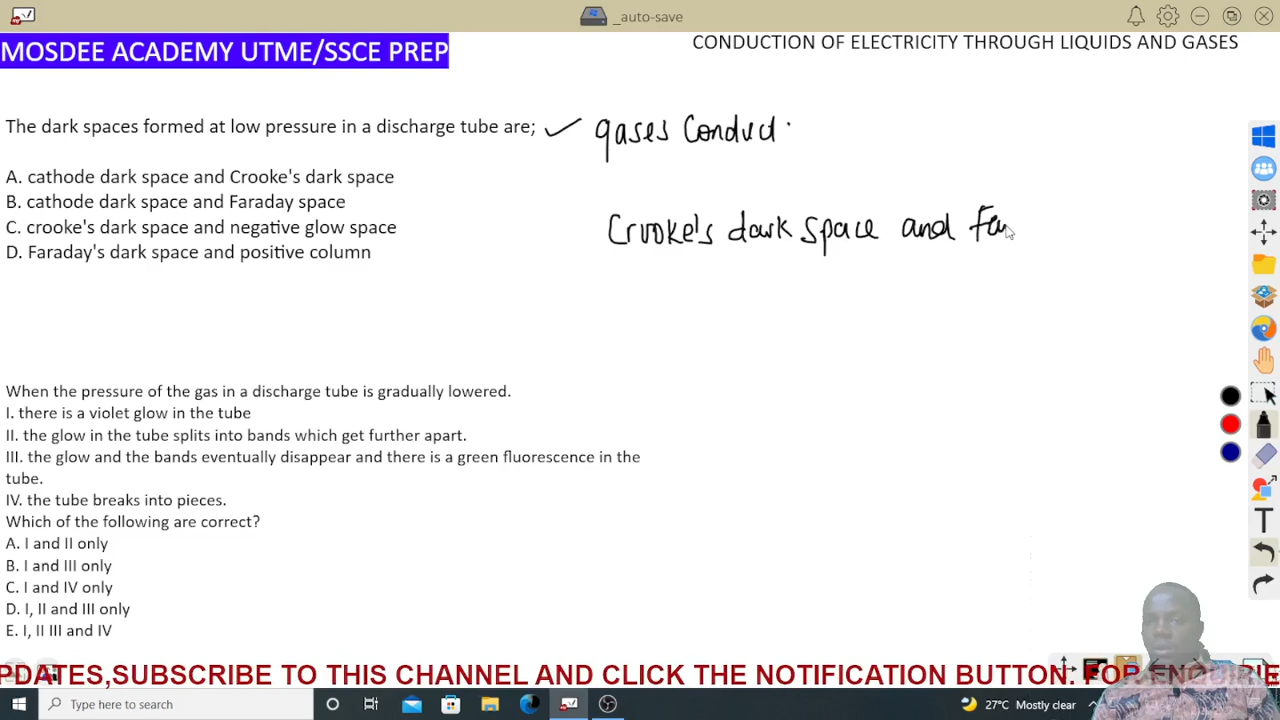 _auto-save
MOSDEE ACADEMY UTME/SSCE PREP
CONDUCTION OF ELECTRICITY THROUGH LIQUIDS AND GASES
The dark spaces formed at low pressure in a discharge tube are;
gases Conduct
A. cathode dark space and Crooke's dark space
B. cathode dark space and Faraday space
C. crooke's dark space and negative glow space
D. Faraday's dark space and positive column
Crooke's dark space and Fa
When the pressure of the gas in a discharge tube is gradually lowered.
I. there is a violet glow in the tube
II. the glow in the tube splits into bands which get further apart.
III. the glow and the bands eventually disappear and there is a green fluorescence in the
tube.
IV. the tube breaks into pieces.
Which of the following are correct?
A. I and II only
B. I and III only
C. I and IV only
D. I, II and III only
E. I, II III and IV
PDATES,SUBSCRIBE TO THIS CHANNEL AND CLICK THE NOTIFICATION BUTTON. FOR ENQUIRIE
Type here to search
27°C Mostly clear